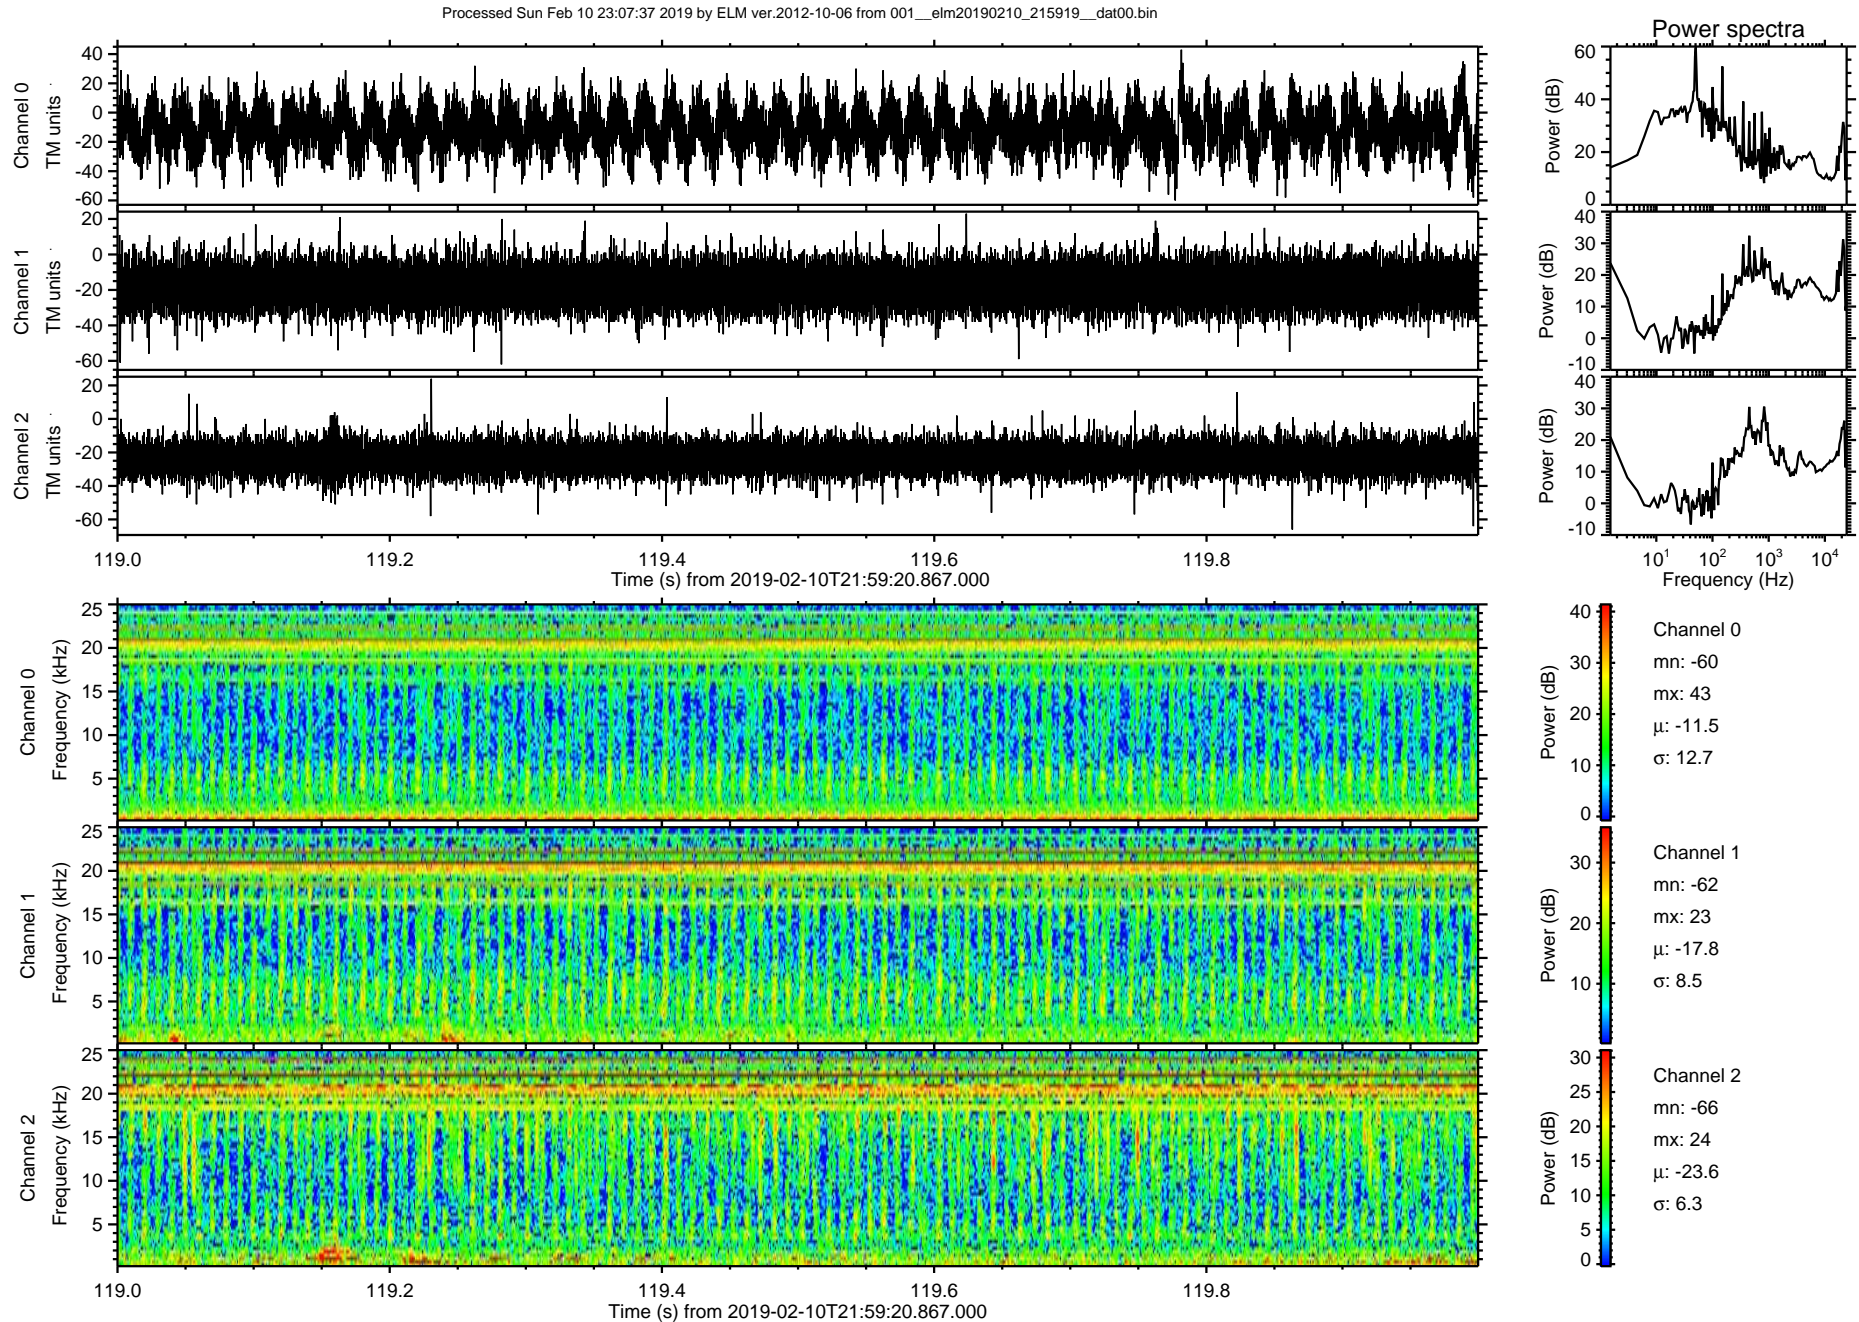 Processed Sun Feb 10 23:07:37 2019 by ELM ver.2012-10-06 from 001__elm20190210_215919__dat00.bin
Power spectra
Channel 0
TM units
40
20
0
-20
-40
-60
Power (dB)
60
40
20
0
Channel 1
TM units
20
0
-20
-40
-60
Power (dB)
40
30
20
10
0
-10
Channel 2
TM units
20
0
-20
-40
-60
Power (dB)
40
30
20
10
0
-10
119.0 119.2 119.4 119.6 119.8
Time (s) from 2019-02-10T21:59:20.867.000
10^1 10^2 10^3 10^4
Frequency (Hz)
Channel 0
Frequency (kHz)
25
20
15
10
5
Power (dB)
40
30
20
10
0
Channel 0
mn: -60
mx: 43
μ: -11.5
σ: 12.7
Channel 1
Frequency (kHz)
25
20
15
10
5
Power (dB)
30
20
10
Channel 1
mn: -62
mx: 23
μ: -17.8
σ: 8.5
Channel 2
Frequency (kHz)
25
20
15
10
5
Power (dB)
30
25
20
15
10
5
0
Channel 2
mn: -66
mx: 24
μ: -23.6
σ: 6.3
119.0 119.2 119.4 119.6 119.8
Time (s) from 2019-02-10T21:59:20.867.000